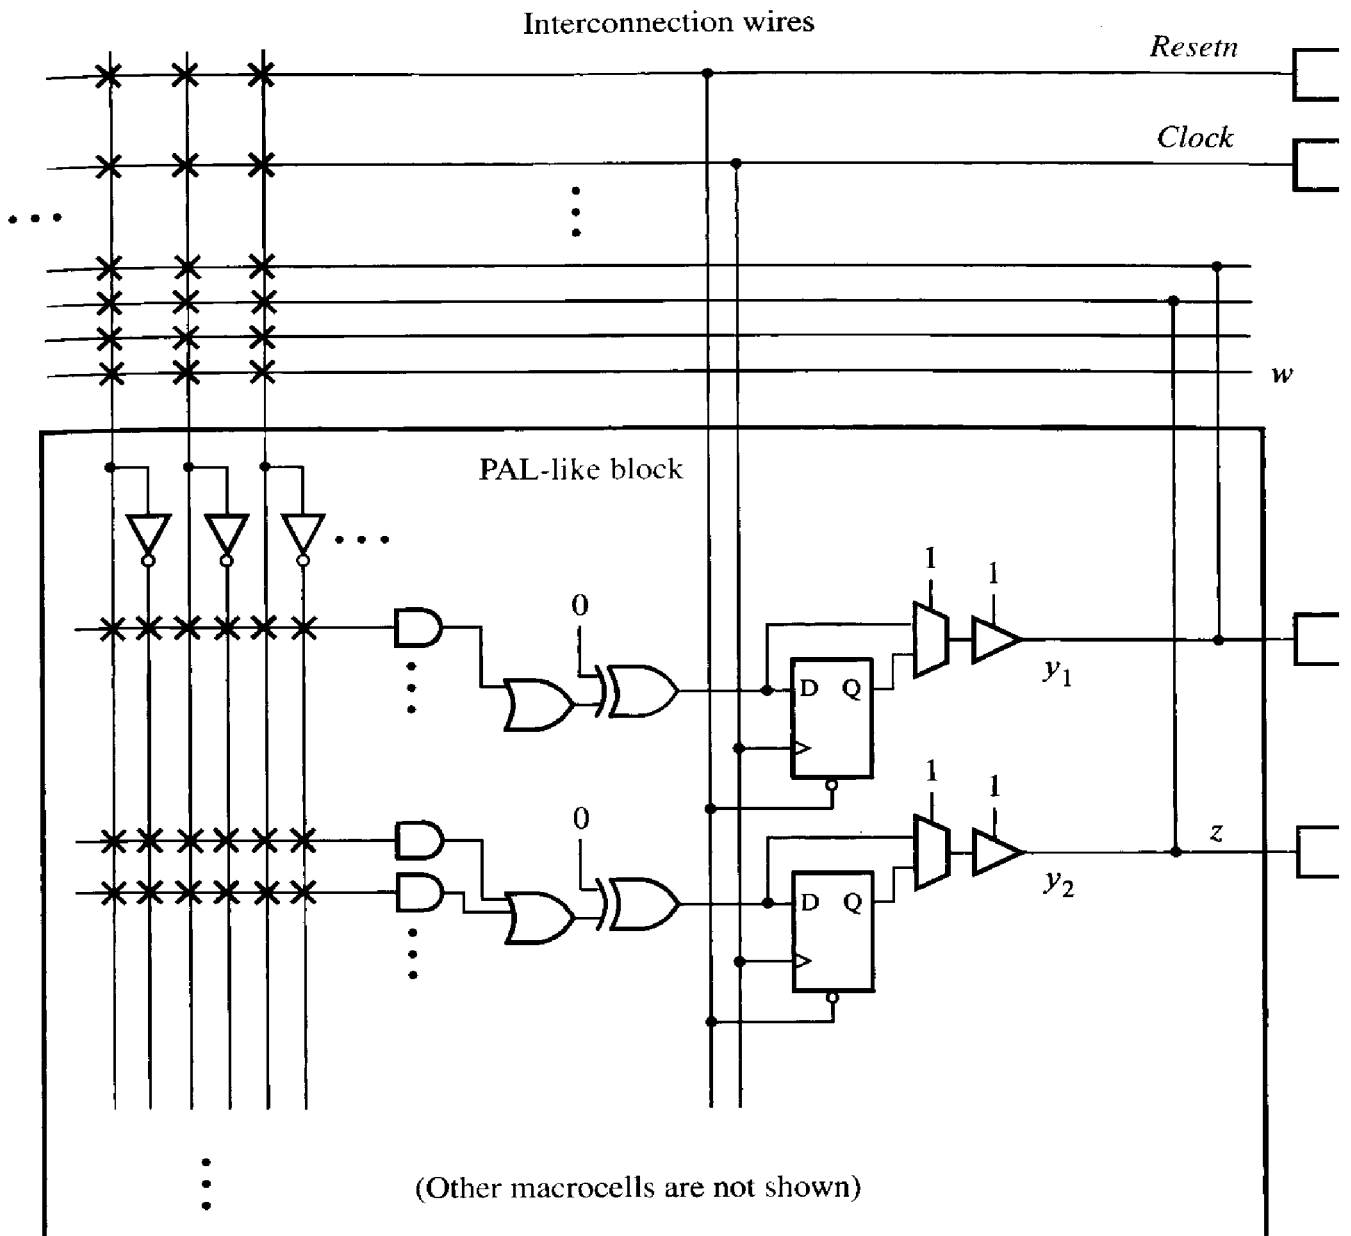 Interconnection wires
Resetn
Clock
w
PAL-like block
1
1
0
D Q
y1
1
1
0
z
D Q
y2
(Other macrocells are not shown)